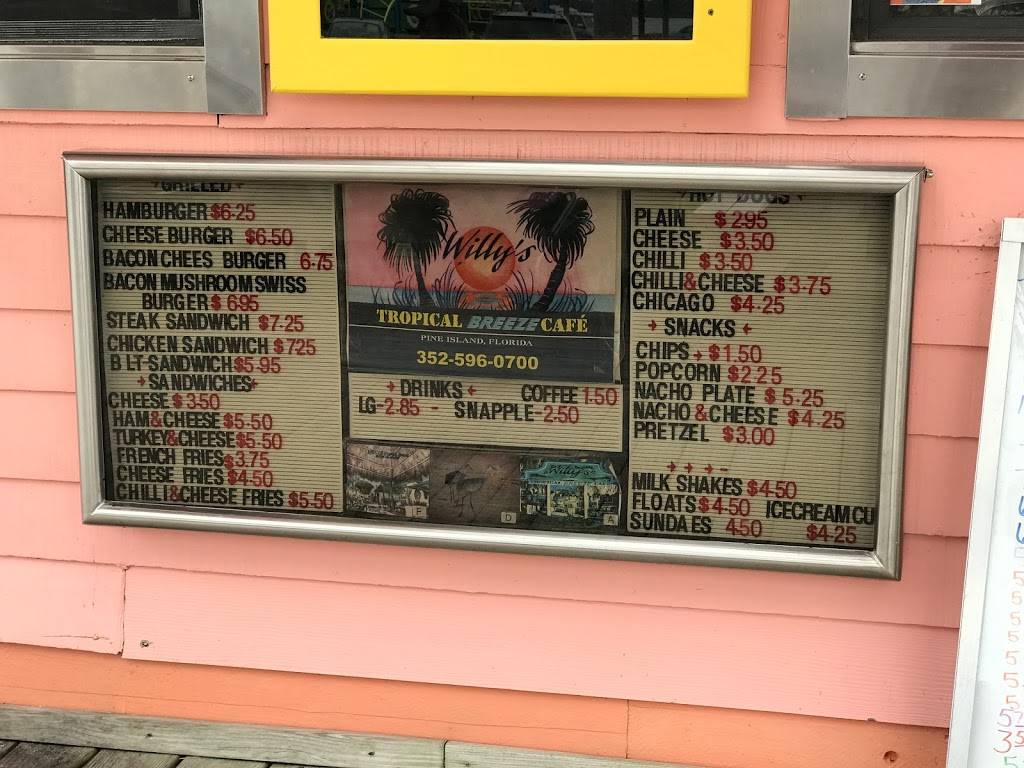 GRILLED
HAMBURGER $6.25
CHEESE BURGER $6.50
BACON CHEES BURGER 6.75
BACON MUSHROOM SWISS
BURGER $ 6.95
STEAK SANDWICH $7.25
CHICKEN SANDWICH $7.25
B LT SANDWICH $5.95
SANDWICHES
CHEESE $ 3.50
HAM&CHEESE $5.50
TURKEY&CHEESE $5.50
FRENCH FRIES $3.75
CHEESE FRIES $4.50
CHILLI&CHEESE FRIES $5.50
Willy's
TROPICAL BREEZE CAFÉ
PINE ISLAND, FLORIDA
352-596-0700
DRINKS COFFEE 1.50
LG-2.85 - SNAPPLE-2.50
Willy's
F D A
HOT DOGS
PLAIN $ 2.95
CHEESE $3.50
CHILLI $3.50
CHILLI&CHEESE $3.75
CHICAGO $4.25
SNACKS
CHIPS $1.50
POPCORN $2.25
NACHO PLATE $5.25
NACHO&CHEESE $4.25
PRETZEL $3.00
MILK SHAKES $4.50
FLOATS $4.50 ICECREAM CU
SUNDAES 4.50 $4.25